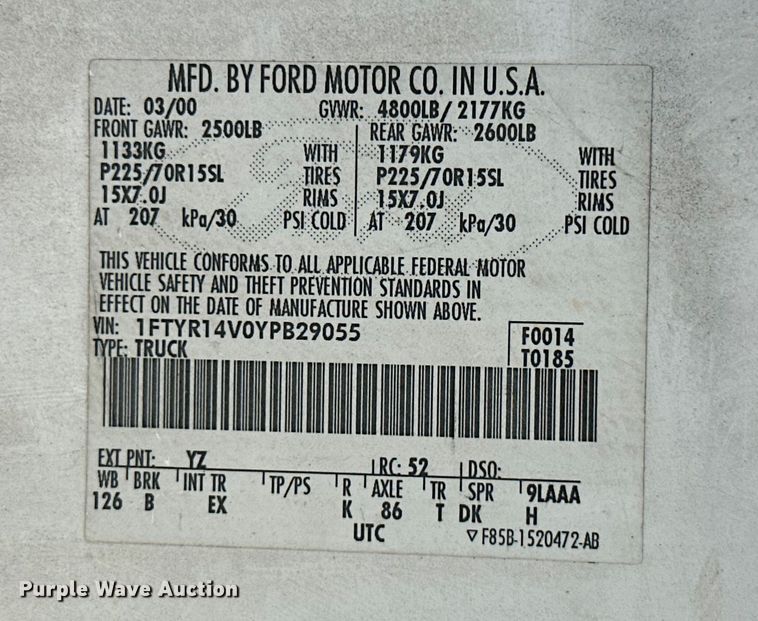 MFD. BY FORD MOTOR CO. IN U.S.A.
DATE: 03/00 GVWR: 4800LB/ 2177KG
FRONT GAWR: 2500LB REAR GAWR: 2600LB
1133KG WITH 1179KG WITH
P225/70R15SL TIRES P225/70R15SL TIRES
15X7.0J RIMS 15X7.0J RIMS
AT 207 kPa/30 PSI COLD AT 207 kPa/30 PSI COLD
THIS VEHICLE CONFORMS TO ALL APPLICABLE FEDERAL MOTOR
VEHICLE SAFETY AND THEFT PREVENTION STANDARDS IN
EFFECT ON THE DATE OF MANUFACTURE SHOWN ABOVE.
VIN: 1FTYR14V0YPB29055 F0014
TYPE: TRUCK T0185
EXT PNT: YZ RC: 52 DSO:
WB BRK INT TR TP/PS R AXLE TR SPR 9LAAA
126 B EX K 86 T DK H
UTC ▽F85B-1520472-AB
Purple Wave Auction